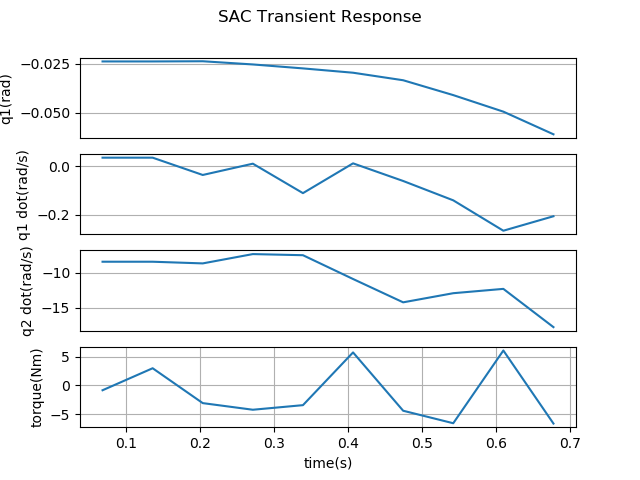 SAC Transient Response
q1(rad)
−0.025
−0.050
q1 dot(rad/s)
0.0
−0.2
q2 dot(rad/s)
−10
−15
torque(Nm)
5
0
−5
0.1 0.2 0.3 0.4 0.5 0.6 0.7
time(s)